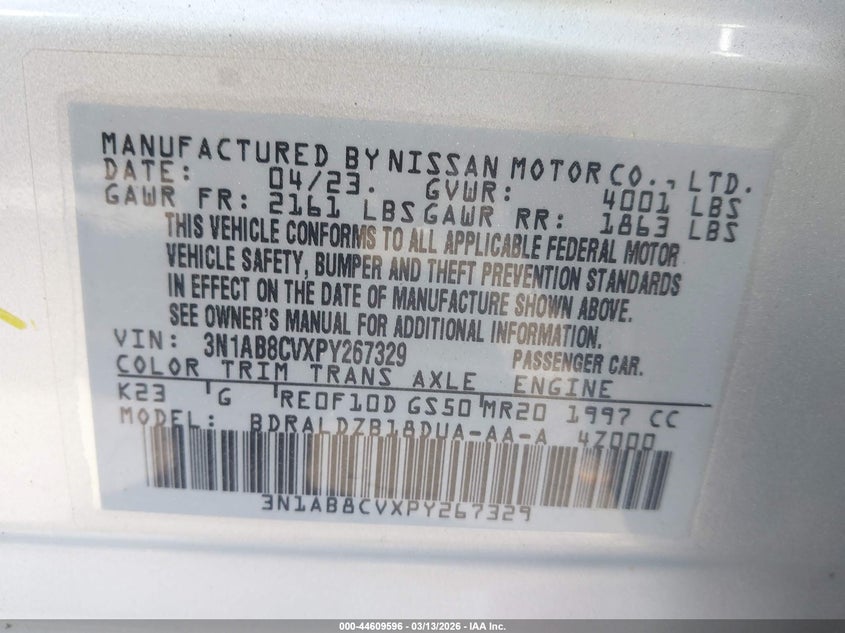 MANUFACTURED BY NISSAN MOTOR CO., LTD.
DATE: 04/23. GVWR: 4001 LBS
GAWR FR: 2161 LBS GAWR RR: 1863 LBS
THIS VEHICLE CONFORMS TO ALL APPLICABLE FEDERAL MOTOR
VEHICLE SAFETY, BUMPER AND THEFT PREVENTION STANDARDS
IN EFFECT ON THE DATE OF MANUFACTURE SHOWN ABOVE.
SEE OWNER'S MANUAL FOR ADDITIONAL INFORMATION.
VIN: 3N1AB8CVXPY267329 PASSENGER CAR.
COLOR TRIM TRANS AXLE ENGINE
K23 G RE0F10D GS50 MR20 1997 CC
MODEL: BDRALDZB18DUA-AA-A 4Z000
3N1AB8CVXPY267329
000-44609596 | 03/13/2026 - IAA Inc.